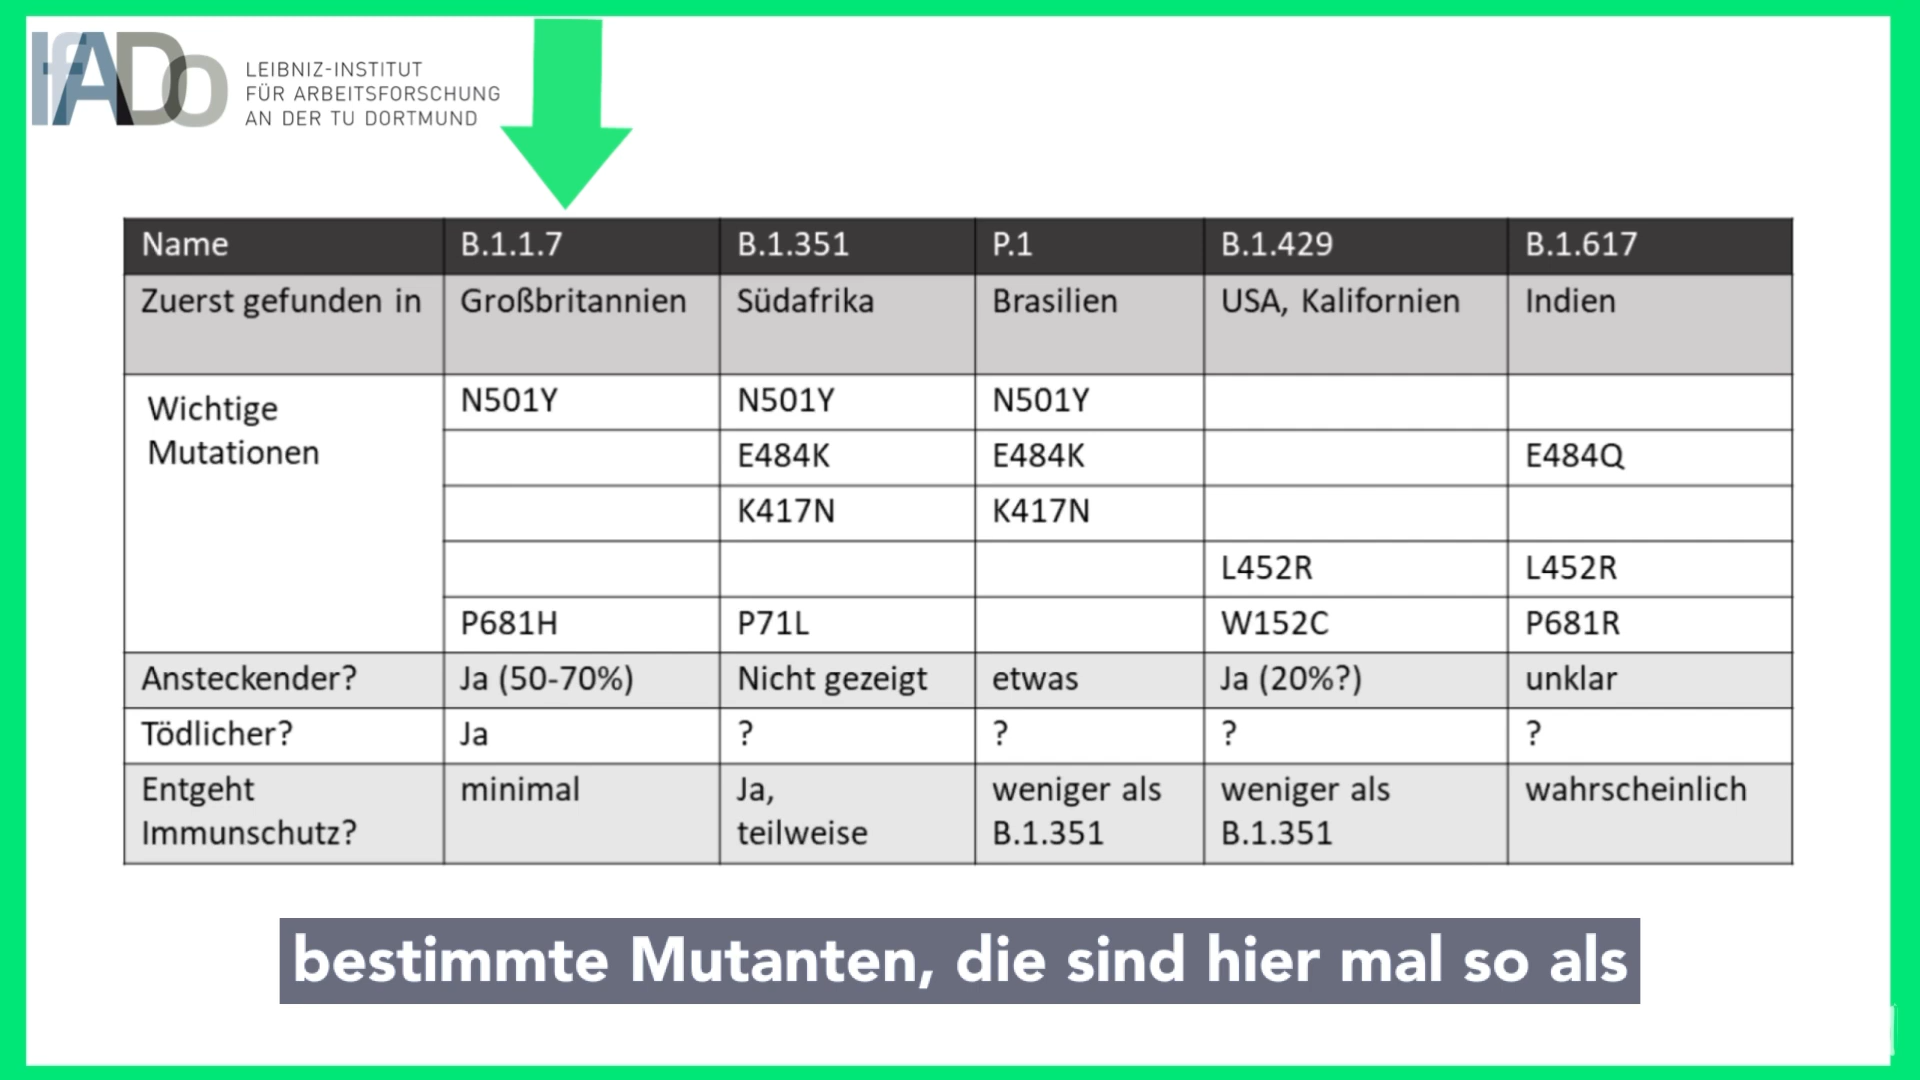 IfADo
LEIBNIZ-INSTITUT
FÜR ARBEITSFORSCHUNG
AN DER TU DORTMUND
Name B.1.1.7 B.1.351 P.1 B.1.429 B.1.617
Zuerst gefunden in Großbritannien Südafrika Brasilien USA, Kalifornien Indien
Wichtige
Mutationen
N501Y N501Y N501Y
E484K E484K E484Q
K417N K417N
L452R L452R
P681H P71L W152C P681R
Ansteckender? Ja (50-70%) Nicht gezeigt etwas Ja (20%?) unklar
Tödlicher? Ja ? ? ? ?
Entgeht minimal Ja, weniger als weniger als wahrscheinlich
Immunschutz? teilweise B.1.351 B.1.351
bestimmte Mutanten, die sind hier mal so als